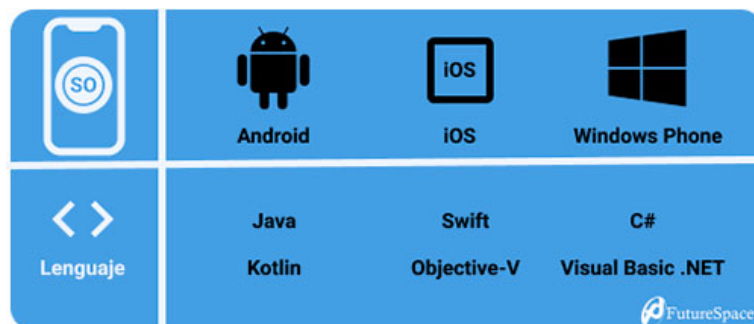 SO
iOS
Android iOS Windows Phone
Java Swift C#
Lenguaje Kotlin Objective-V Visual Basic .NET
FutureSpace